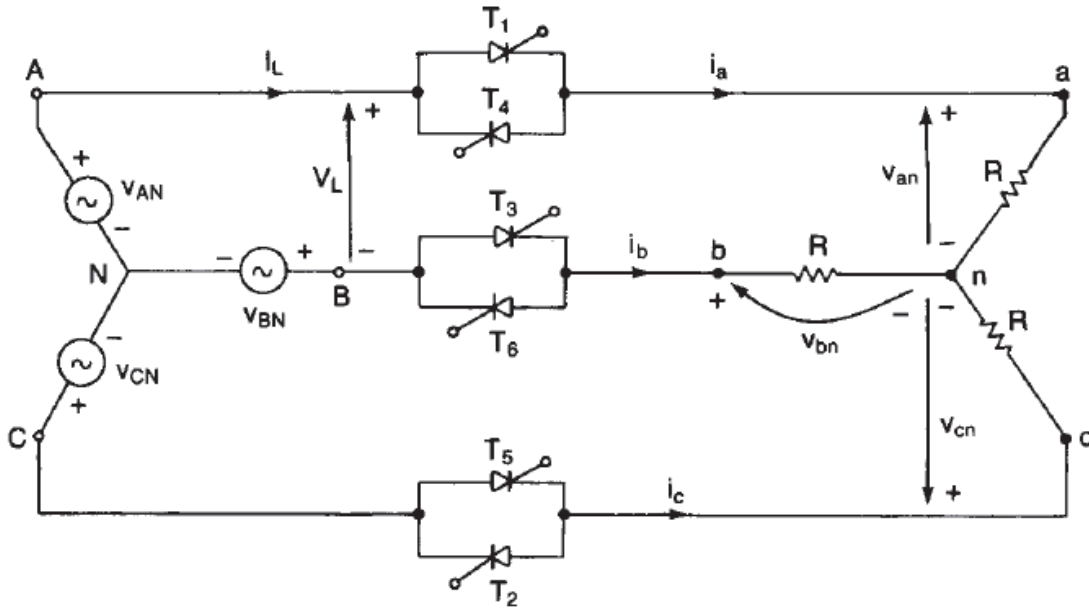 T1
A
IL
ia
a
T4
+
+
+
vAN
VL
van
R
−
T3
−
N
−
+
−
ib
b
R
−
n
vBN
B
+
−
−
R
−
T6
vbn
vCN
+
C
vcn
c
T5
ic
+
T2